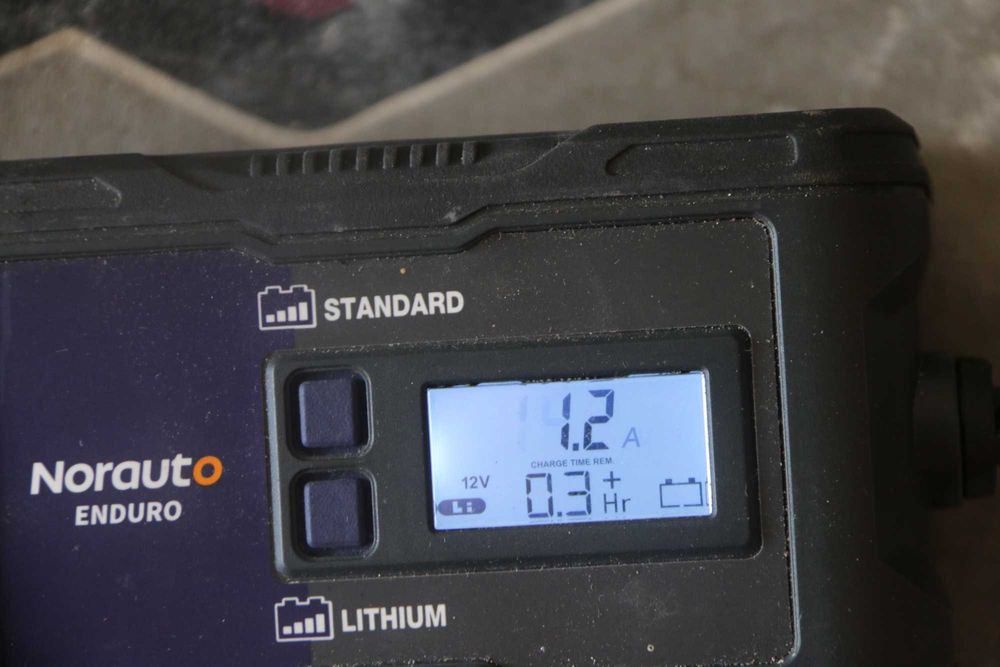 STANDARD
Norauto
ENDURO
1.2 A
CHARGE TIME REM.
12V
Li
0.3 + Hr
LITHIUM